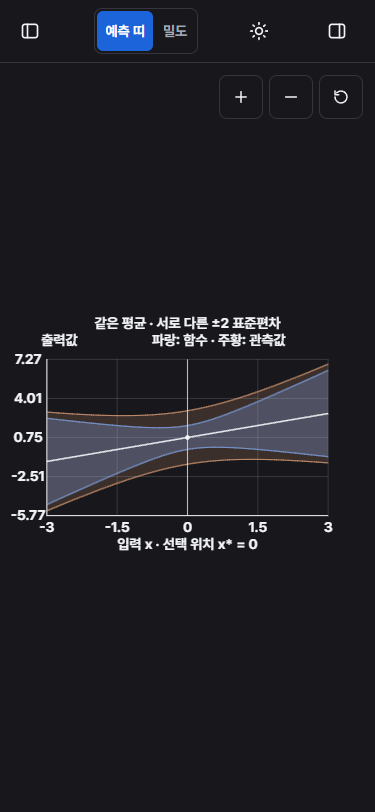 예측 띠 밀도
같은 평균 · 서로 다른 ±2 표준편차
출력값 파랑: 함수 · 주황: 관측값
7.27
4.01
0.75
-2.51
-5.77
-3 -1.5 0 1.5 3
입력 x · 선택 위치 x* = 0